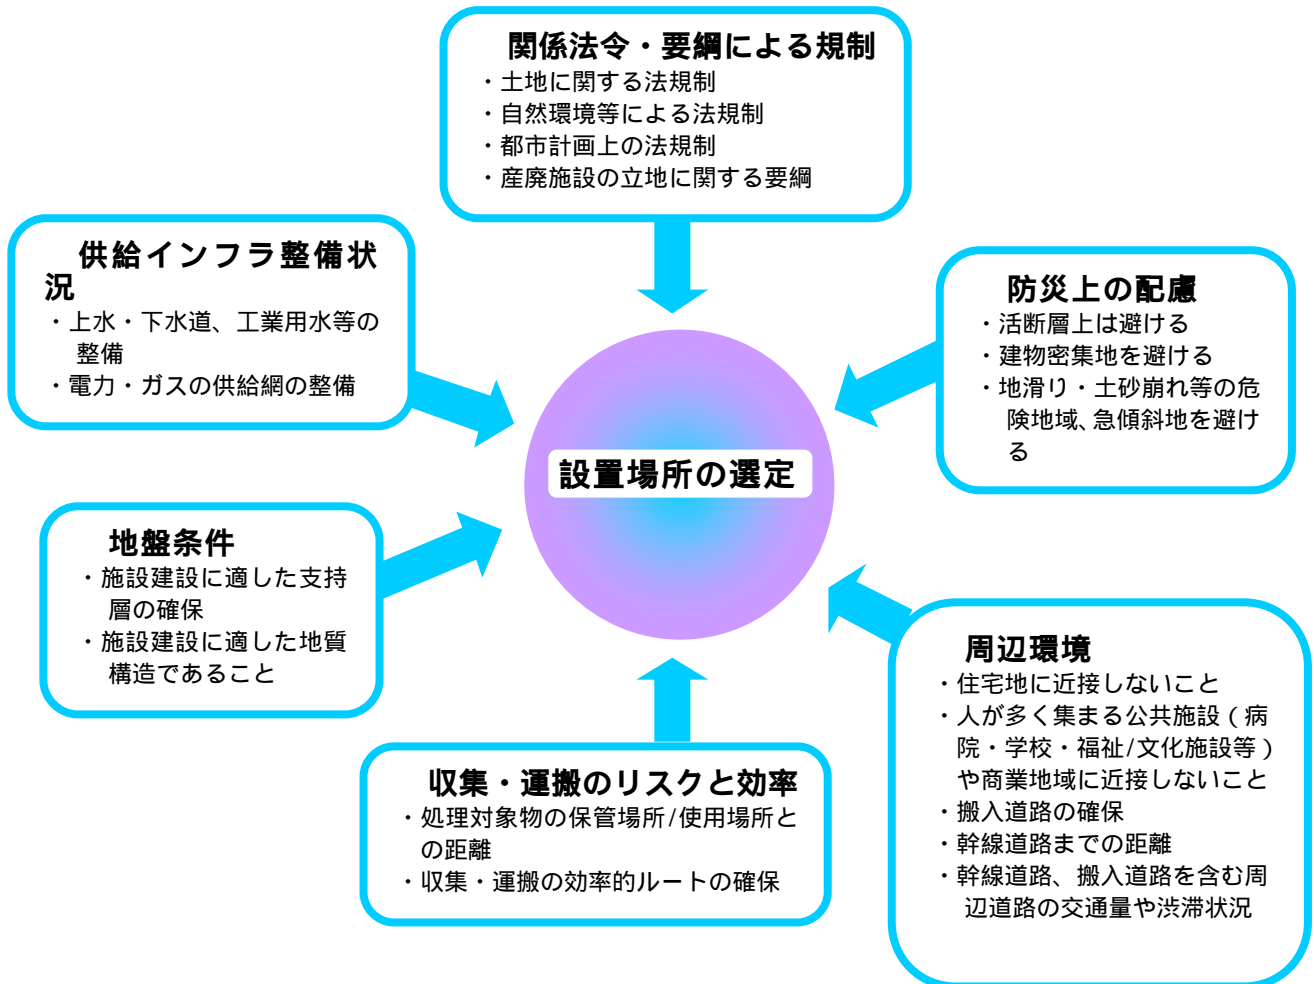 関係法令・要綱による規制
・土地に関する法規制
・自然環境等による法規制
・都市計画上の法規制
・産廃施設の立地に関する要綱
供給インフラ整備状
況
・上水・下水道、工業用水等の
整備
・電力・ガスの供給網の整備
防災上の配慮
・活断層上は避ける
・建物密集地を避ける
・地滑り・土砂崩れ等の危
険地域、急傾斜地を避け
る
設置場所の選定
地盤条件
・施設建設に適した支持
層の確保
・施設建設に適した地質
構造であること
周辺環境
・住宅地に近接しないこと
・人が多く集まる公共施設（病
院・学校・福祉/文化施設等）
や商業地域に近接しないこと
・搬入道路の確保
・幹線道路までの距離
・幹線道路、搬入道路を含む周
辺道路の交通量や渋滞状況
収集・運搬のリスクと効率
・処理対象物の保管場所/使用場所と
の距離
・収集・運搬の効率的ルートの確保